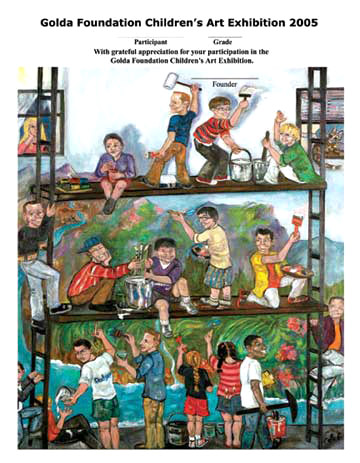 Golda Foundation Children's Art Exhibition 2005
Participant Grade
With grateful appreciation for your participation in the
Golda Foundation Children's Art Exhibition.
Founder